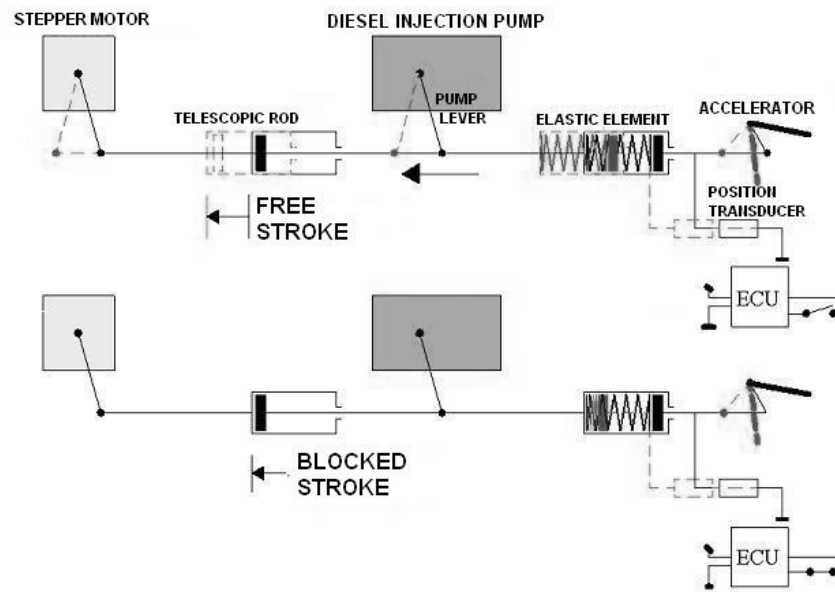 STEPPER MOTOR
DIESEL INJECTION PUMP
TELESCOPIC ROD
PUMP
LEVER
ELASTIC ELEMENT
ACCELERATOR
FREE
STROKE
POSITION
TRANSDUCER
ECU
BLOCKED
STROKE
ECU